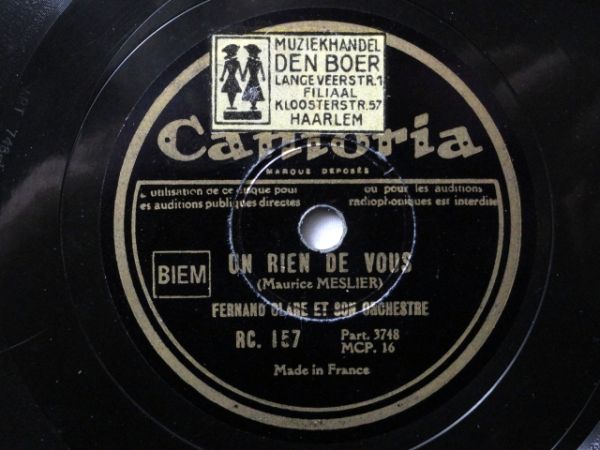 MUZIEKHANDEL
DEN BOER
LANGEVEERSTR.1
FILIAAL
KLOOSTERSTR.57
HAARLEM
Cantoria
MARQUE DEPOSÉE
utilisation de ce disque pour
es auditions publiques directes
ou pour les auditions
radiophoniques est interdite
BIEM
UN RIEN DE VOUS
(Maurice MESLIER)
FERNAND CLARE ET SON ORCHESTRE
RC. 157
Part. 3748
MCP. 16
Made in France